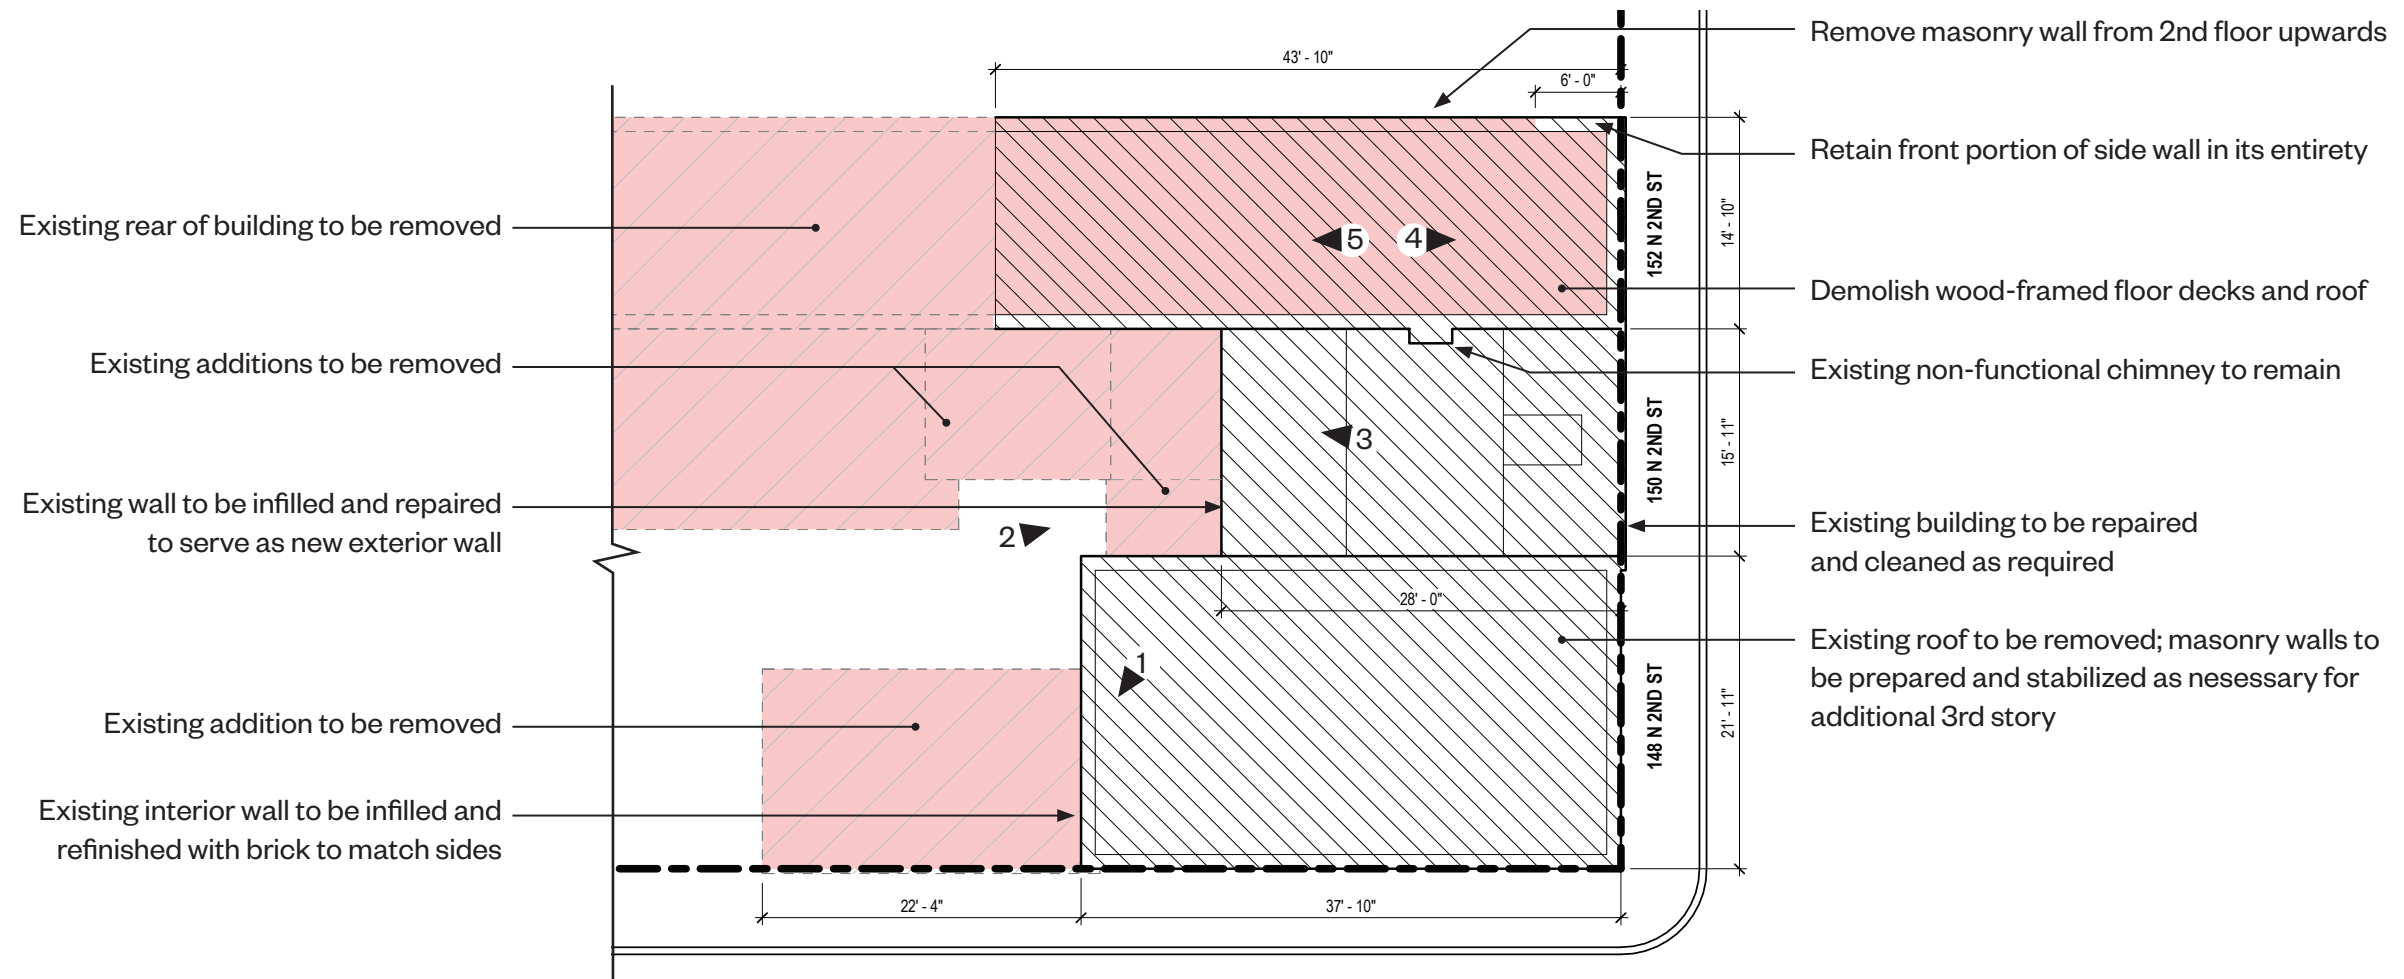 Remove masonry wall from 2nd floor upwards
43' - 10"
6' - 0"
Retain front portion of side wall in its entirety
152 N 2ND ST
14' - 10"
Existing rear of building to be removed
5
4
Demolish wood-framed floor decks and roof
Existing additions to be removed
Existing non-functional chimney to remain
3
150 N 2ND ST
15' - 11"
Existing wall to be infilled and repaired
to serve as new exterior wall
2
Existing building to be repaired
and cleaned as required
28' - 0"
1
Existing roof to be removed; masonry walls to
be prepared and stabilized as nesessary for
additional 3rd story
148 N 2ND ST
21' - 11"
Existing addition to be removed
Existing interior wall to be infilled and
refinished with brick to match sides
22' - 4"
37' - 10"